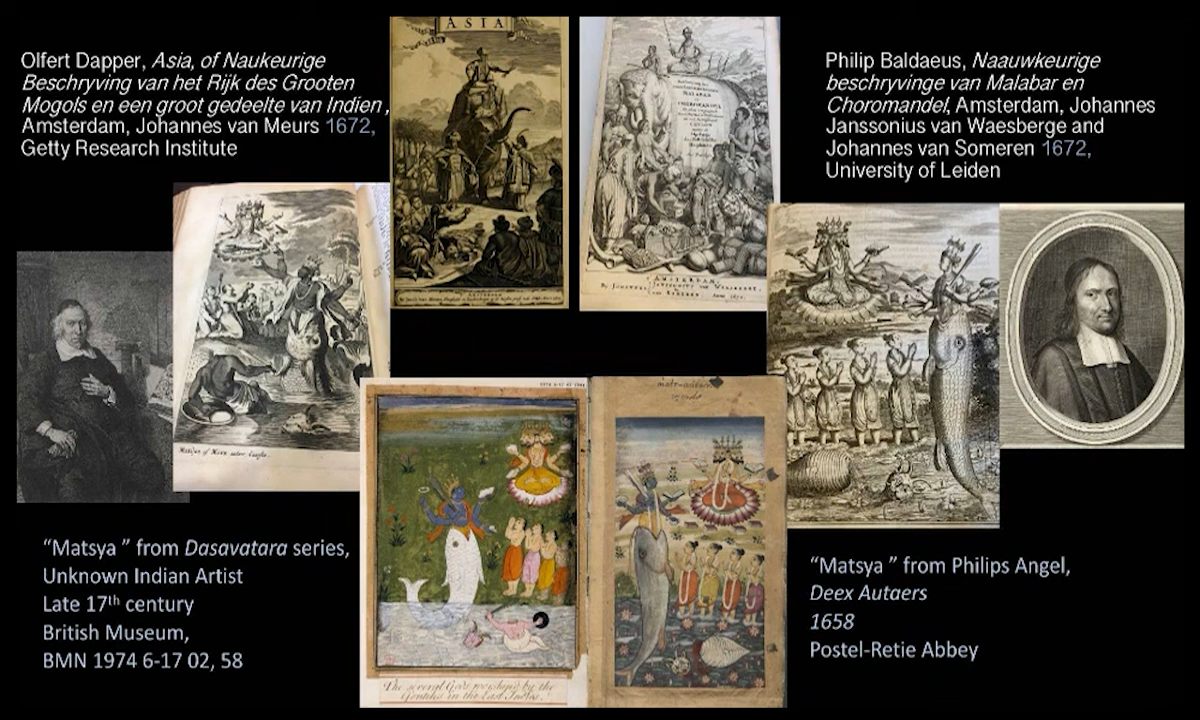 Olfert Dapper, Asia, of Naukeurige
Beschryving van het Rijk des Grooten
Mogols en een groot gedeelte van Indien,
Amsterdam, Johannes van Meurs 1672,
Getty Research Institute
ASIA
Philip Baldaeus, Naauwkeurige
beschryvinge van Malabar en
Choromandel, Amsterdam, Johannes
Janssonius van Waesberge and
Johannes van Someren 1672,
University of Leiden
MALABAR
AMSTERDAM,
"Matsya" from Dasavatara series,
Unknown Indian Artist
Late 17th century
British Museum,
BMN 1974 6-17 02, 58
The several Gods worshipd by the
Gentiles in the East Indies.
"Matsya" from Philips Angel,
Deex Autaers
1658
Postel-Retie Abbey